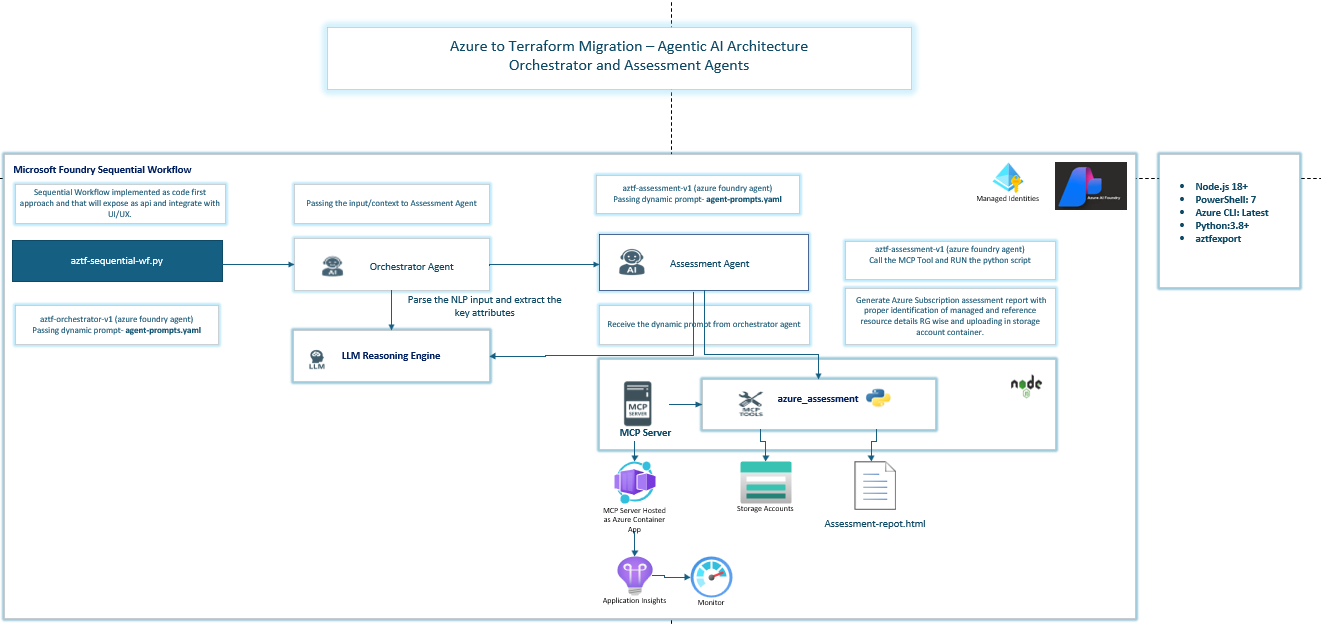 Azure to Terraform Migration – Agentic AI Architecture
Orchestrator and Assessment Agents
Microsoft Foundry Sequential Workflow
Sequential Workflow implemented as code first
approach and that will expose as api and integrate with
UI/UX.
Passing the input/context to Assessment Agent
aztf-assessment-v1 (azure foundry agent)
Passing dynamic prompt- agent-prompts.yaml
Managed Identities
Azure AI Foundry
Node.js 18+
PowerShell: 7
Azure CLI: Latest
Python:3.8+
aztfexport
aztf-sequential-wf.py
AI
Orchestrator Agent
AI
Assessment Agent
aztf-assessment-v1 (azure foundry agent)
Call the MCP Tool and RUN the python script
Parse the NLP input and extract the
key attributes
aztf-orchestrator-v1 (azure foundry agent)
Passing dynamic prompt- agent-prompts.yaml
Receive the dynamic prompt from orchestrator agent
Generate Azure Subscription assessment report with
proper identification of managed and reference
resource details RG wise and uploading in storage
account container.
LLM
LLM Reasoning Engine
MCP
SERVER
MCP Server
MCP
TOOLS
azure_assessment
node
JS
MCP Server Hosted
as Azure Container
App
Storage Accounts
Assessment-repot.html
Application Insights
Monitor